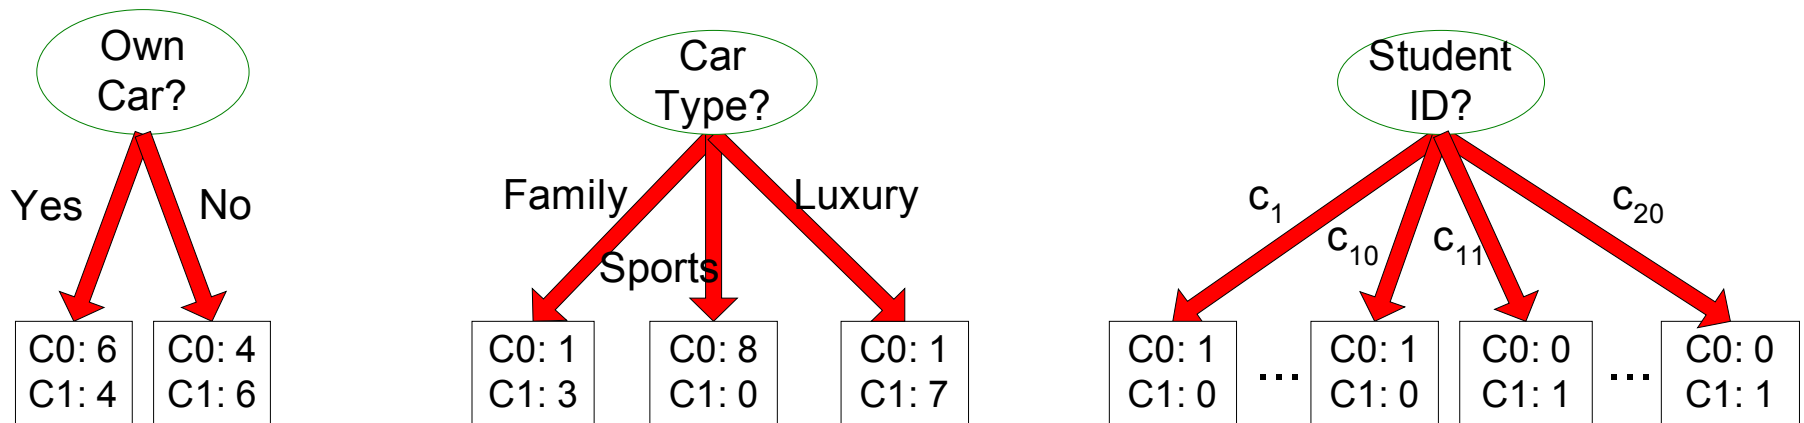 Own
Car?
Yes
No
C0: 6
C1: 4
C0: 4
C1: 6
Car
Type?
Family
Sports
Luxury
C0: 1
C1: 3
C0: 8
C1: 0
C0: 1
C1: 7
Student
ID?
c₁
c₁₀
c₁₁
c₂₀
C0: 1
C1: 0
...
C0: 1
C1: 0
C0: 0
C1: 1
...
C0: 0
C1: 1